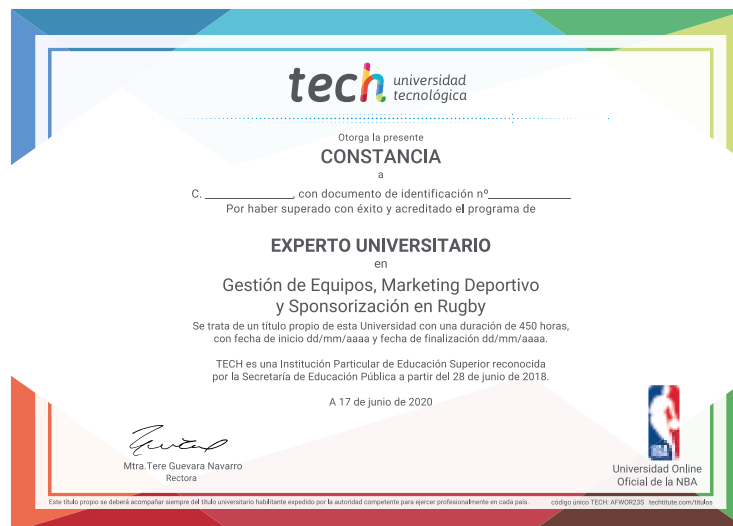 tech universidad
tecnológica
Otorga la presente
CONSTANCIA
a
C. ______________, con documento de identificación nº______________
Por haber superado con éxito y acreditado el programa de
EXPERTO UNIVERSITARIO
en
Gestión de Equipos, Marketing Deportivo
y Sponsorización en Rugby
Se trata de un título propio de esta Universidad con una duración de 450 horas,
con fecha de inicio dd/mm/aaaa y fecha de finalización dd/mm/aaaa.
TECH es una Institución Particular de Educación Superior reconocida
por la Secretaría de Educación Pública a partir del 28 de junio de 2018.
A 17 de junio de 2020
Mtra.Tere Guevara Navarro
Rectora
Universidad Online
Oficial de la NBA
Este título propio se deberá acompañar siempre del título universitario habilitante expedido por la autoridad competente para ejercer profesionalmente en cada país. código único TECH: AFWOR23S techtitute.com/titulos